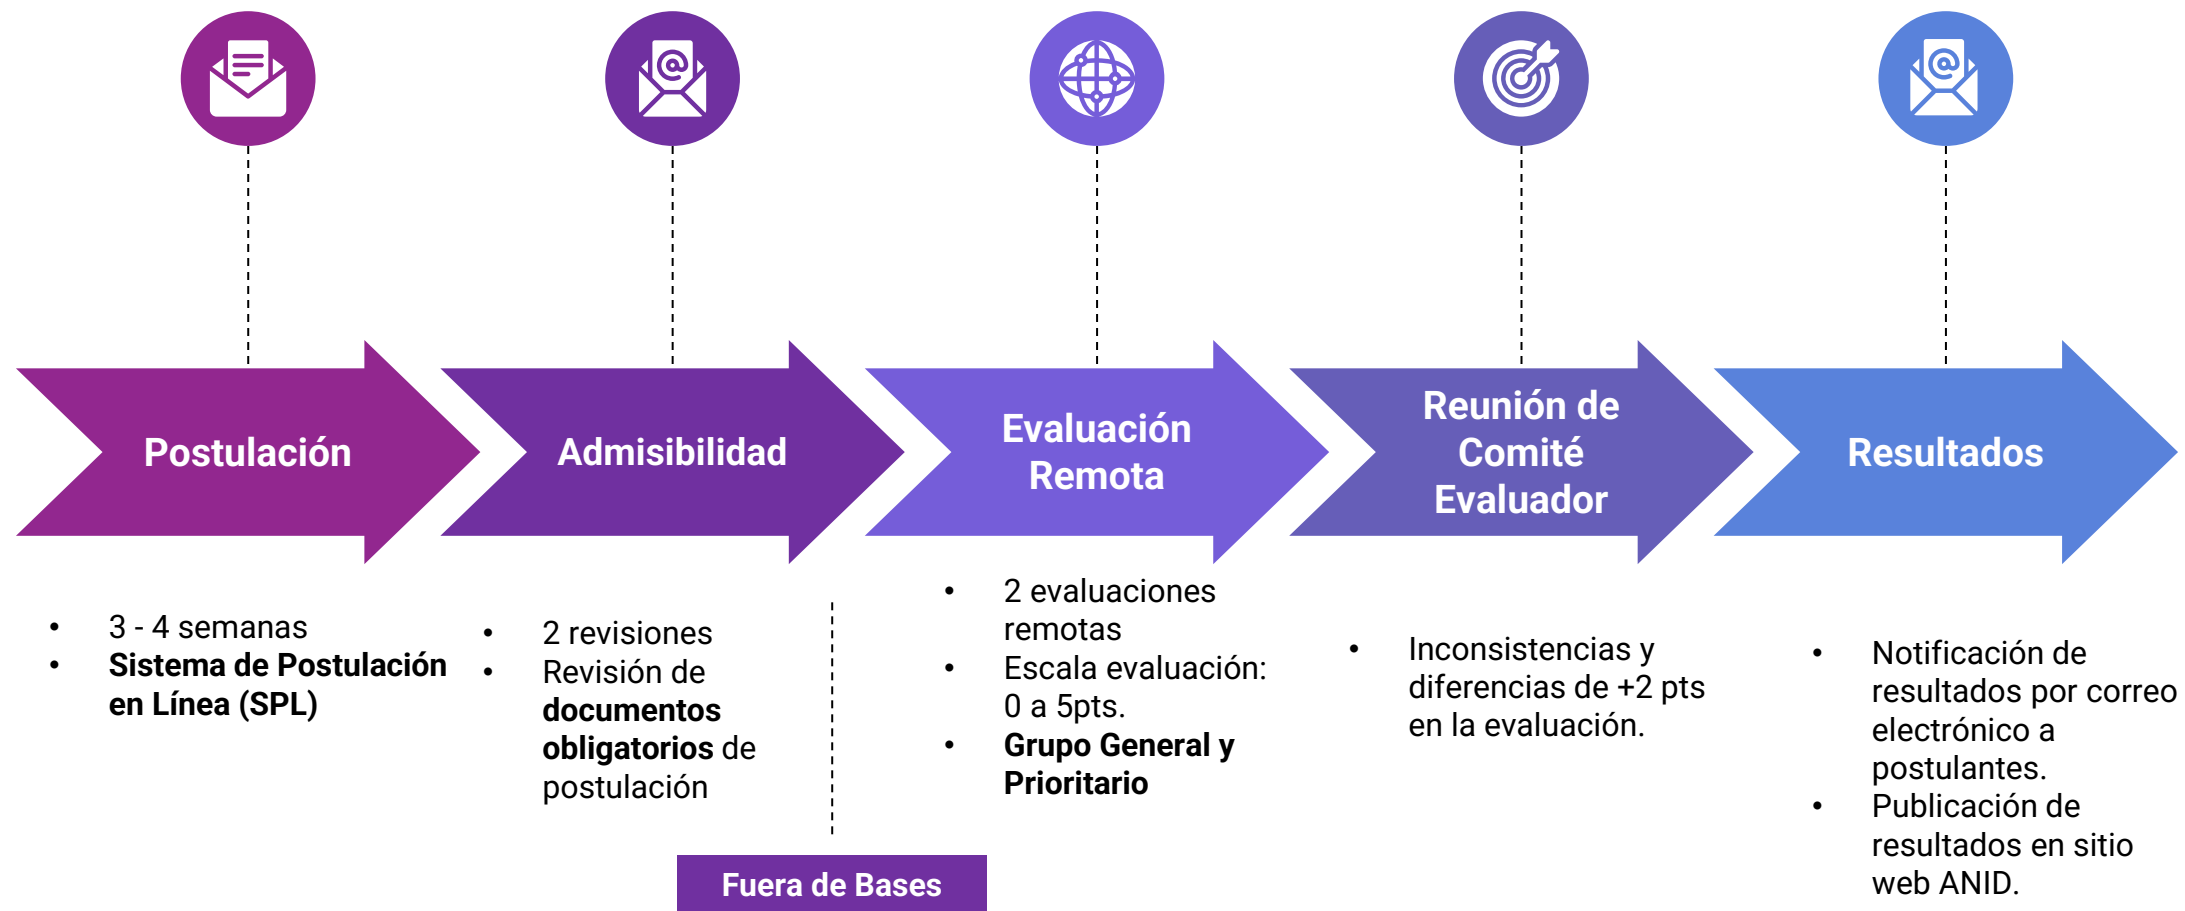 Postulación
Admisibilidad
Evaluación
Remota
Reunión de
Comité
Evaluador
Resultados
• 3 - 4 semanas
• Sistema de Postulación
en Línea (SPL)
• 2 revisiones
• Revisión de
documentos
obligatorios de
postulación
Fuera de Bases
• 2 evaluaciones
remotas
• Escala evaluación:
0 a 5pts.
• Grupo General y
Prioritario
• Inconsistencias y
diferencias de +2 pts
en la evaluación.
• Notificación de
resultados por correo
electrónico a
postulantes.
• Publicación de
resultados en sitio
web ANID.